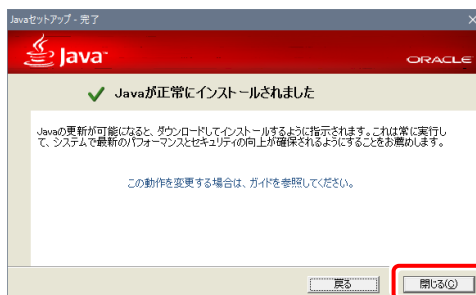 Javaセットアップ - 完了
Java
ORACLE
Javaが正常にインストールされました
Javaの更新が可能になると、ダウンロードしてインストールするように指示されます。これは常に実行し
て、システムで最新のパフォーマンスとセキュリティの向上が確保されるようにすることをお薦めします。
この動作を変更する場合は、ガイドを参照してください。
戻る
閉じる(C)